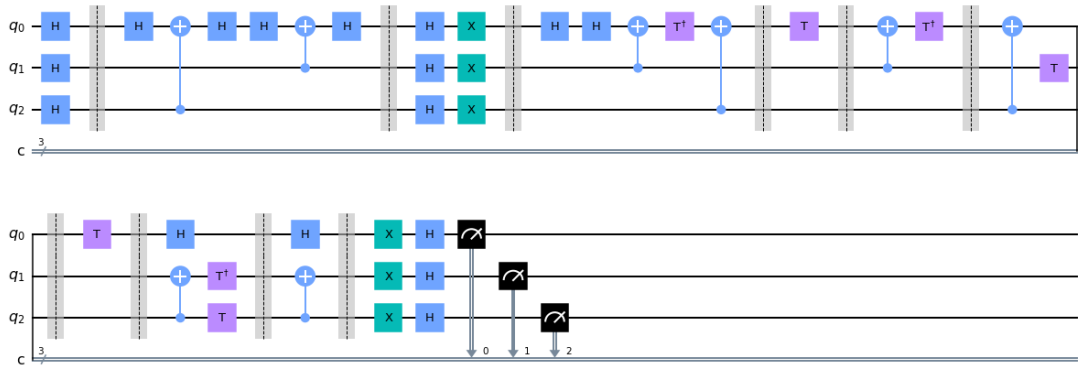 q0 H H H H H H X H H T† T T†
q1 H H X T
q2 H H X
c 3
q0 T H H X H
q1 T† X H
q2 T X H
c 3 0 1 2